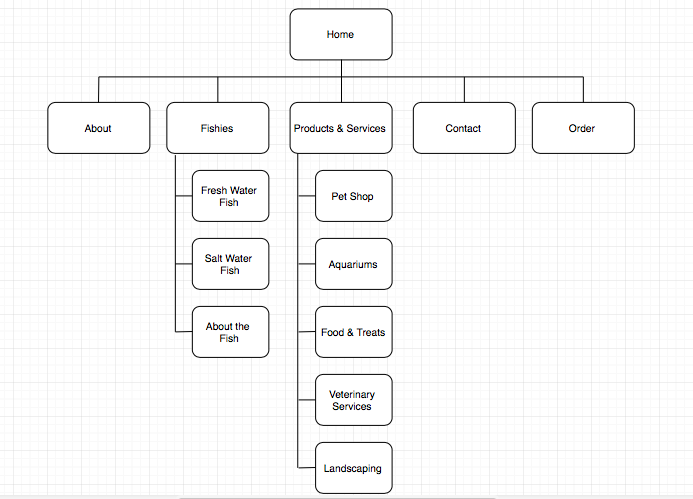 Home
About
Fishies
Products & Services
Contact
Order
Fresh Water
Fish
Salt Water
Fish
About the
Fish
Pet Shop
Aquariums
Food & Treats
Veterinary
Services
Landscaping